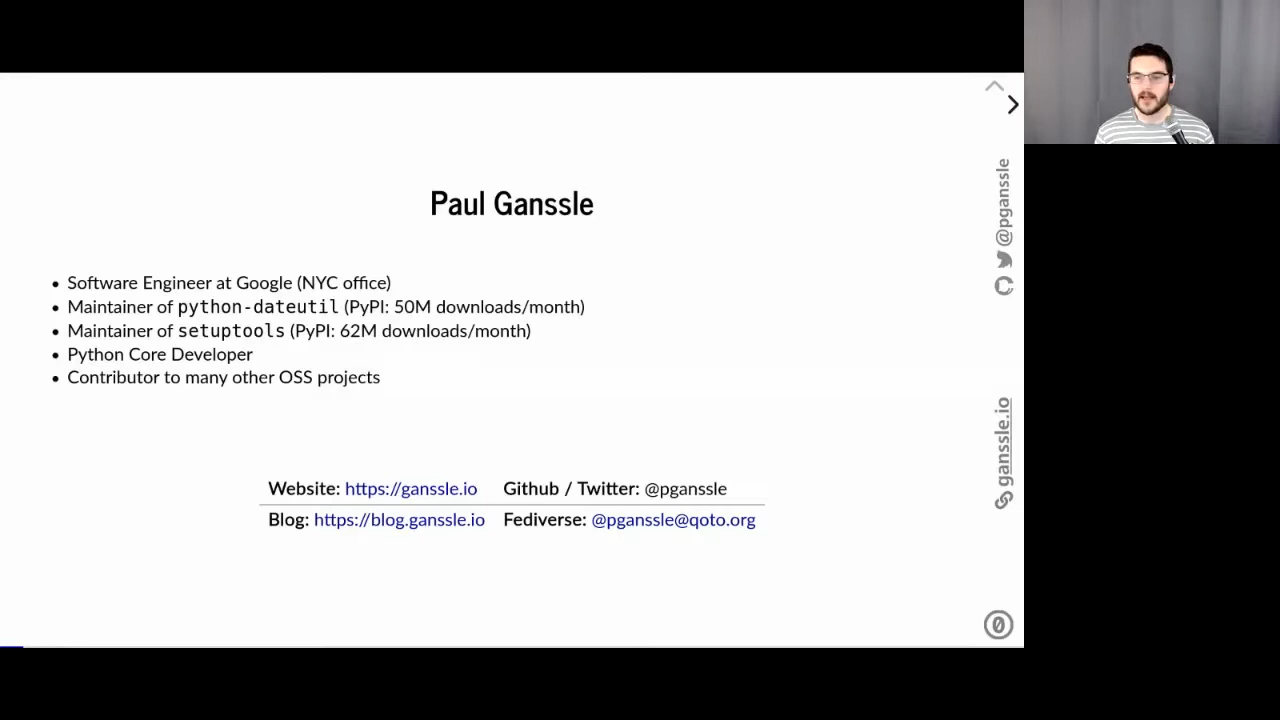 Paul Ganssle
Software Engineer at Google (NYC office)
Maintainer of python-dateutil (PyPI: 50M downloads/month)
Maintainer of setuptools (PyPI: 62M downloads/month)
Python Core Developer
Contributor to many other OSS projects
Website: https://ganssle.io Github / Twitter: @pganssle
Blog: https://blog.ganssle.io Fediverse: @pganssle@qoto.org
@pganssle
ganssle.io
0